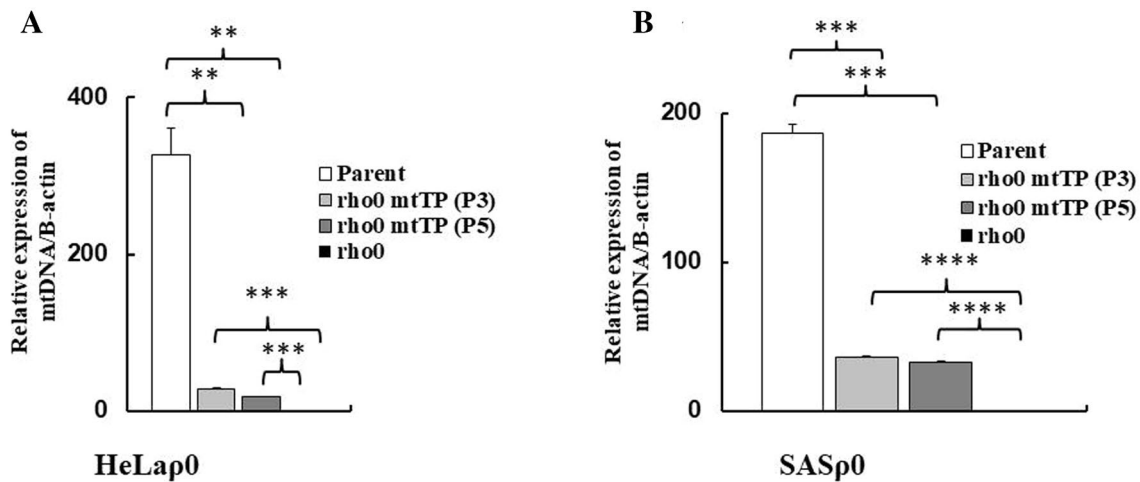 A
**
**
400
200
0
Relative expression of
mtDNA/B-actin
Parent
rho0 mtTP (P3)
rho0 mtTP (P5)
rho0
***
***
HeLaρ0
B
***
***
200
100
0
Relative expression of
mtDNA/B-actin
Parent
rho0 mtTP (P3)
rho0 mtTP (P5)
rho0
****
****
SASρ0